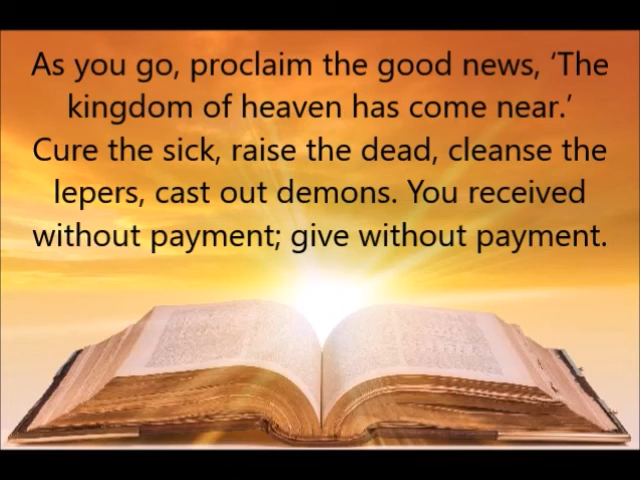 As you go, proclaim the good news, ‘The
kingdom of heaven has come near.’
Cure the sick, raise the dead, cleanse the
lepers, cast out demons. You received
without payment; give without payment.